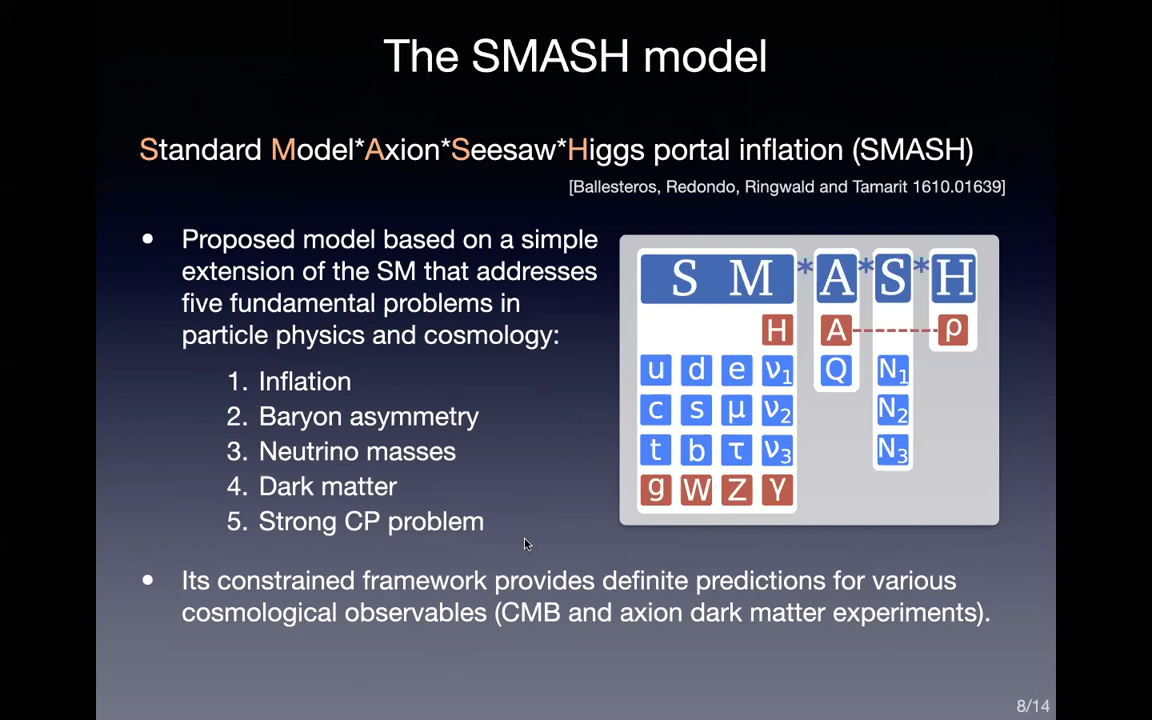 The SMASH model
Standard Model*Axion*Seesaw*Higgs portal inflation (SMASH)
[Ballesteros, Redondo, Ringwald and Tamarit 1610.01639]
• Proposed model based on a simple
extension of the SM that addresses
five fundamental problems in
particle physics and cosmology:
1. Inflation
2. Baryon asymmetry
3. Neutrino masses
4. Dark matter
5. Strong CP problem
S M * A * S * H
H A ρ
u d e ν1 Q N1
c s μ ν2 N2
t b τ ν3 N3
g W Z γ
• Its constrained framework provides definite predictions for various
cosmological observables (CMB and axion dark matter experiments).
8/14